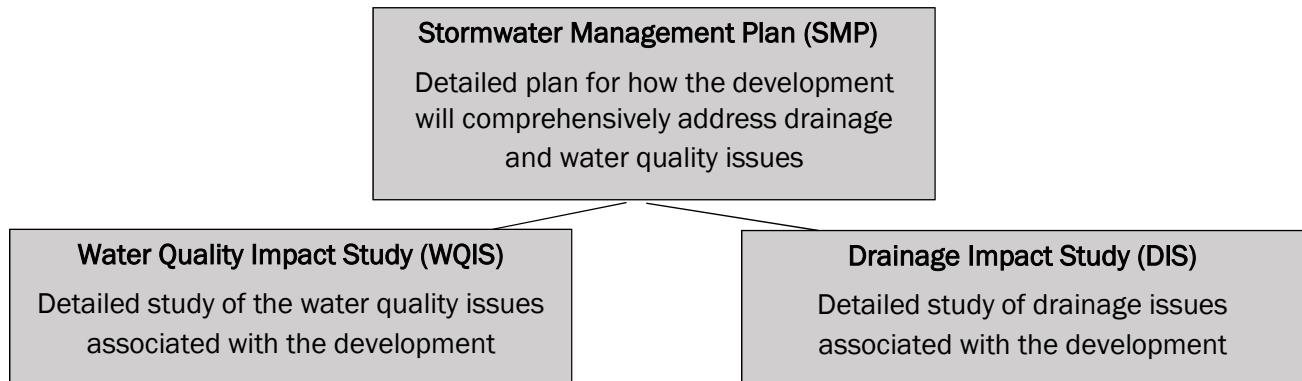 Stormwater Management Plan (SMP)
Detailed plan for how the development
will comprehensively address drainage
and water quality issues
Water Quality Impact Study (WQIS)
Detailed study of the water quality issues
associated with the development
Drainage Impact Study (DIS)
Detailed study of drainage issues
associated with the development